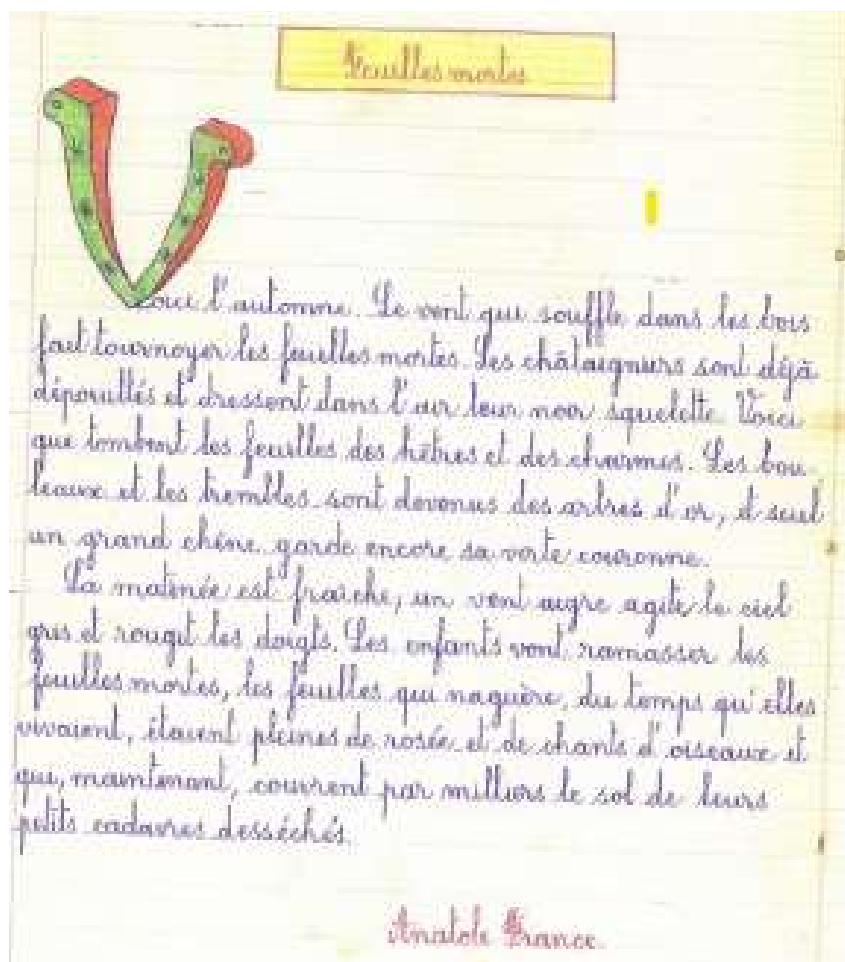 Feuilles mortes
Voici l'automne. Le vent qui souffle dans les bois
fait tournoyer les feuilles mortes. Les châtaigniers sont déjà
dépouillés et dressent dans l'air leur noir squelette. Voici
que tombent les feuilles des hêtres et des charmes. Les bou
leaux et les trembles sont devenus des arbres d'or, et seul
un grand chêne garde encore sa verte couronne.
La matinée est fraîche, un vent aigre agite le ciel
gris et rougit les doigts. Les enfants vont ramasser les
feuilles mortes, les feuilles qui naguère, du temps qu'elles
vivaient, étaient pleines de rosée et de chants d'oiseaux et
qui, maintenant, couvrent par milliers le sol de leurs
petits cadavres desséchés.
Anatole France.